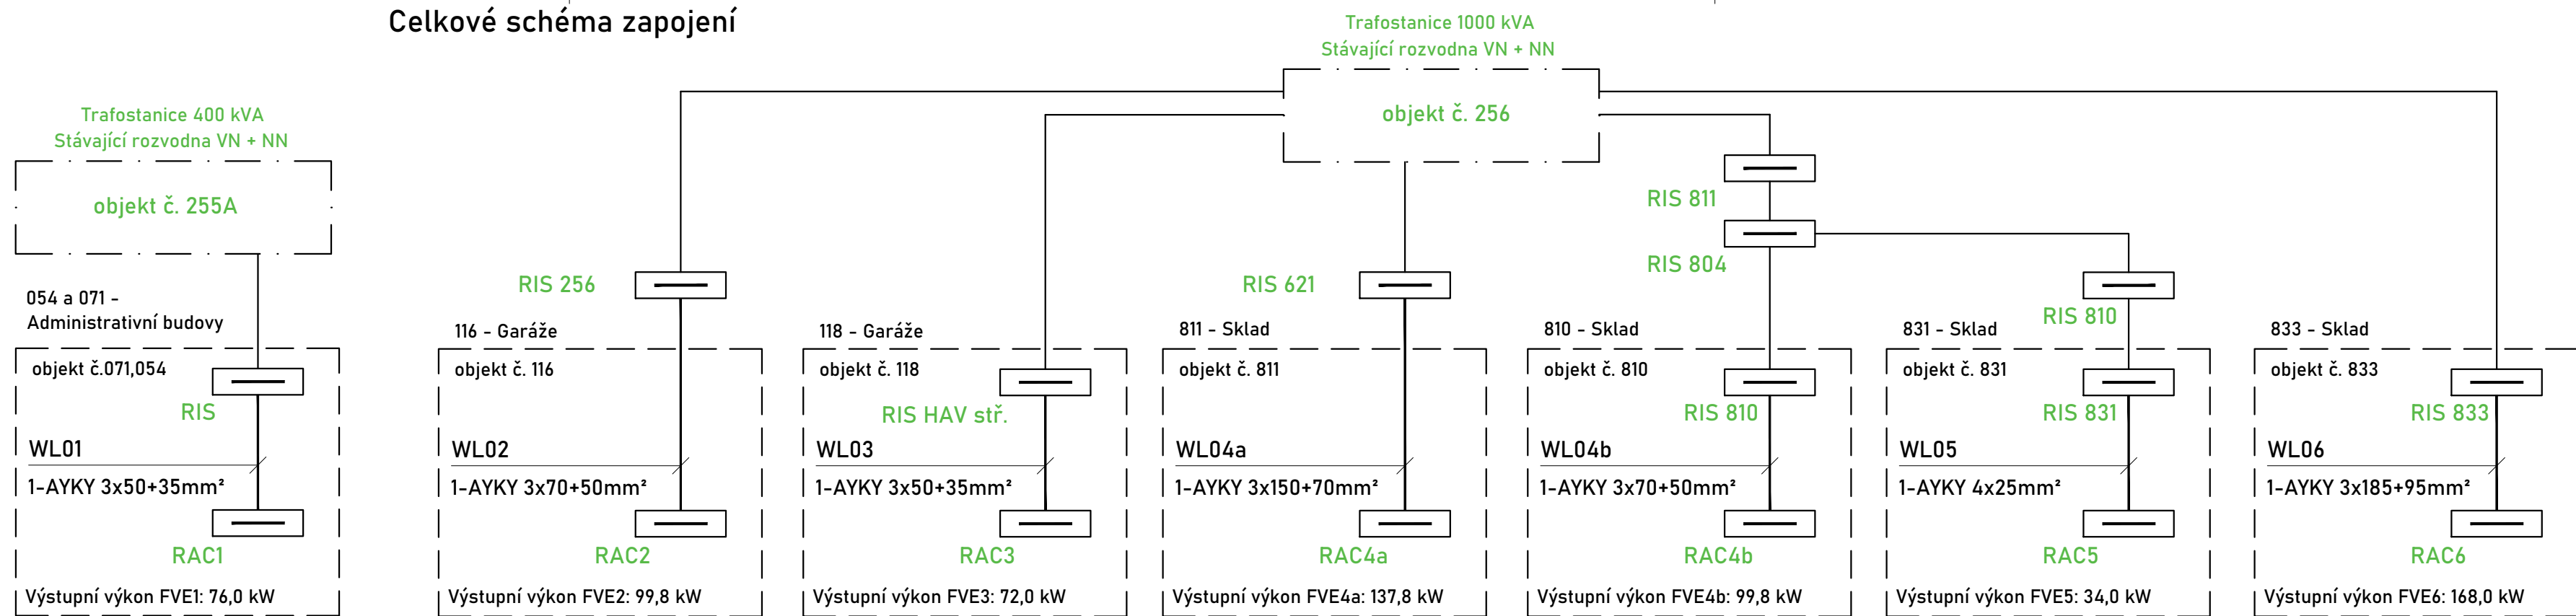 Celkové schéma zapojení
Trafostanice 1000 kVA
Stávající rozvodna VN + NN
objekt č. 256
Trafostanice 400 kVA
Stávající rozvodna VN + NN
objekt č. 255A
RIS 811
RIS 804
RIS 256
RIS 621
RIS 810
054 a 071 -
Administrativní budovy
objekt č.071,054
RIS
WL01
1-AYKY 3x50+35mm²
RAC1
Výstupní výkon FVE1: 76,0 kW
116 - Garáže
objekt č. 116
WL02
1-AYKY 3x70+50mm²
RAC2
Výstupní výkon FVE2: 99,8 kW
118 - Garáže
objekt č. 118
RIS HAV stř.
WL03
1-AYKY 3x50+35mm²
RAC3
Výstupní výkon FVE3: 72,0 kW
811 - Sklad
objekt č. 811
WL04a
1-AYKY 3x150+70mm²
RAC4a
Výstupní výkon FVE4a: 137,8 kW
810 - Sklad
objekt č. 810
RIS 810
WL04b
1-AYKY 3x70+50mm²
RAC4b
Výstupní výkon FVE4b: 99,8 kW
831 - Sklad
objekt č. 831
RIS 831
WL05
1-AYKY 4x25mm²
RAC5
Výstupní výkon FVE5: 34,0 kW
833 - Sklad
objekt č. 833
RIS 833
WL06
1-AYKY 3x185+95mm²
RAC6
Výstupní výkon FVE6: 168,0 kW